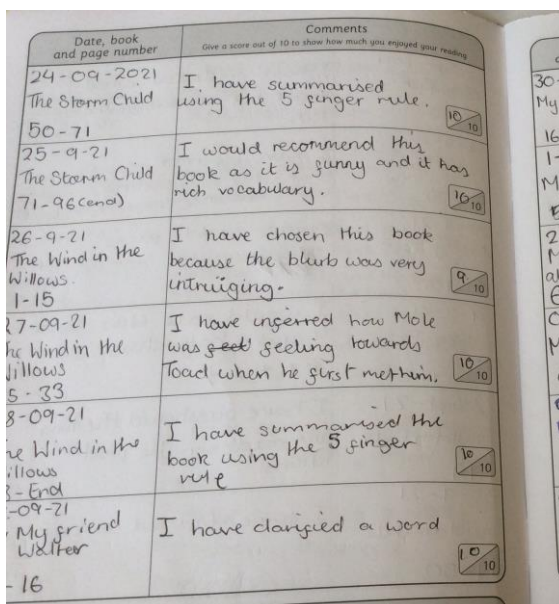 Date, book
and page number
Comments
Give a score out of 10 to show how much you enjoyed your reading
24-09-2021
The Storm Child
50-71
I have summarised
using the 5 finger rule.
10/10
25-9-21
The Storm Child
71-96(end)
I would recommend this
book as it is funny and it has
rich vocabulary.
10/10
26-9-21
The Wind in the
Willows.
1-15
I have chosen this book
because the blurb was very
intruiging.
9/10
27-09-21
he Wind in the
Willows
5-33
I have inferred how Mole
was feel feeling towards
Toad when he first met him.
10/10
8-09-21
e Wind in the
illows
3-End
I have summarised the
book using the 5 finger
rule
10/10
-09-21
My friend
Walter
-16
I have clarified a word
10/10
30-
My
16
1-
M
2
M